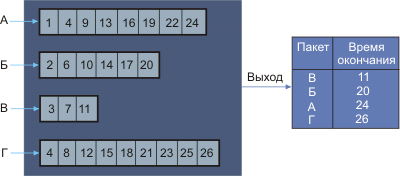 А 1 4 9 13 16 19 22 24
Б 2 6 10 14 17 20
В 3 7 11
Г 4 8 12 15 18 21 23 25 26
Выход
Пакет Время окончания
В 11
Б 20
А 24
Г 26